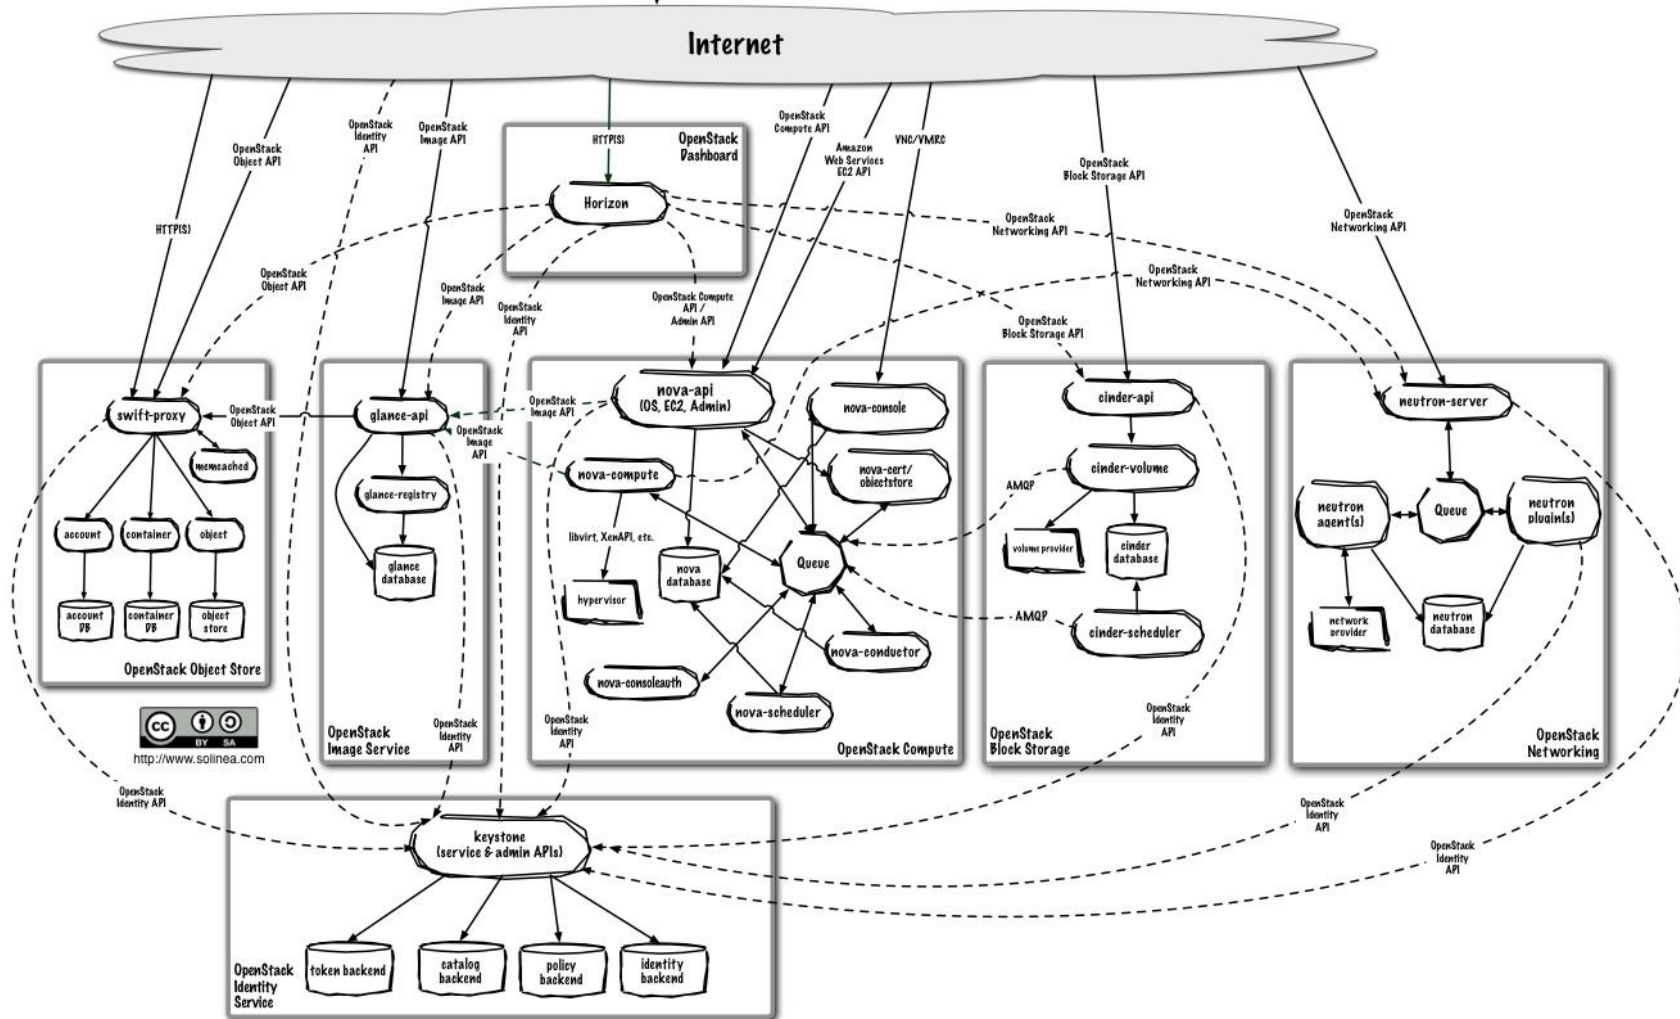 Internet
OpenStack
Identity
API
OpenStack
Image API
OpenStack
Object API
HTTP(S)
HTTP(S)
OpenStack
Dashboard
Horizon
OpenStack
Compute API
Amazon
Web Services
EC2 API
VNC/VMRC
OpenStack
Block Storage API
OpenStack
Networking API
OpenStack
Networking API
OpenStack
Networking API
OpenStack
Object API
OpenStack
Image API
OpenStack
Identity
API
OpenStack Compute
API /
Admin API
OpenStack
Block Storage API
swift-proxy
OpenStack
Object API
memcached
account
container
object
account
DB
container
DB
object
store
OpenStack Object Store
glance-api
glance-registry
glance
database
OpenStack
Identity
API
OpenStack
Image Service
OpenStack
Image API
OpenStack
Image
API
nova-api
(OS, EC2, Admin)
nova-console
nova-compute
nova-cert/
objectstore
libvirt, XenAPI, etc.
hypervisor
nova
database
Queue
nova-conductor
nova-consoleauth
nova-scheduler
OpenStack
Identity
API
OpenStack Compute
cinder-api
cinder-volume
AMQP
volume provider
cinder
database
AMQP
cinder-scheduler
OpenStack
Identity
API
OpenStack
Block Storage
neutron-server
neutron
agent(s)
Queue
neutron
plugin(s)
network
provider
neutron
database
OpenStack
Networking
CC
BY SA
http://www.solinea.com
OpenStack
Identity API
OpenStack
Identity
API
OpenStack
Identity
API
keystone
(service & admin APIs)
token backend
catalog
backend
policy
backend
identity
backend
OpenStack
Identity
Service